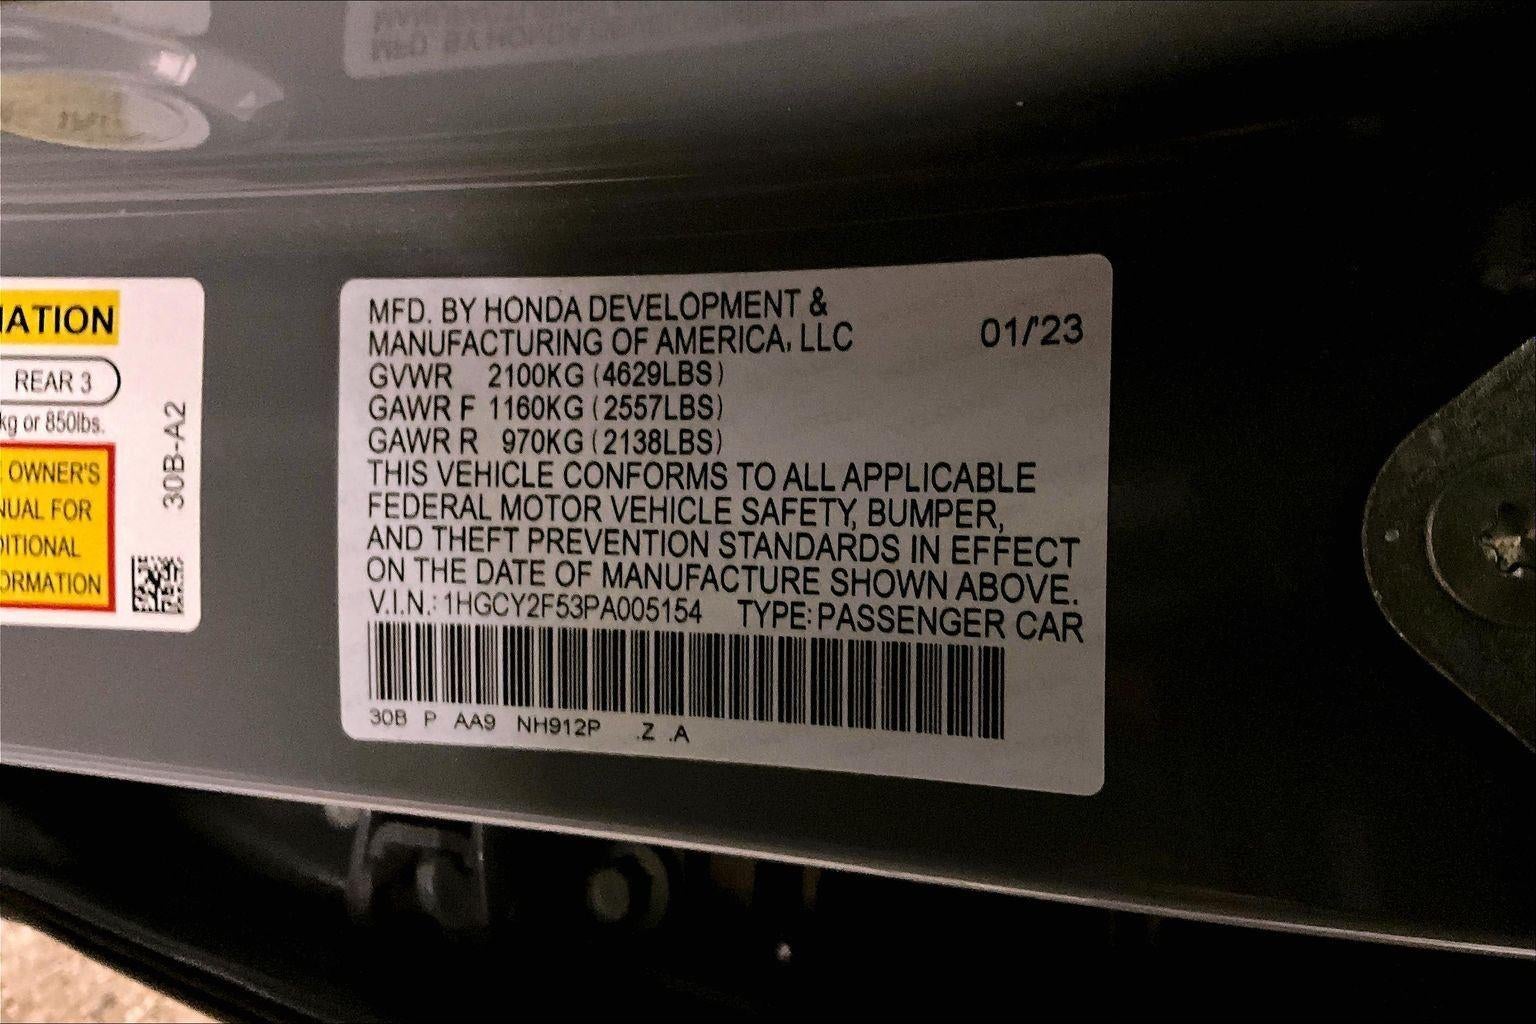 MATION
REAR 3
kg or 850lbs.
OWNER'S
NUAL FOR
DITIONAL
ORMATION
30B-A2
MFD. BY HONDA DEVELOPMENT &
MANUFACTURING OF AMERICA, LLC 01/'23
GVWR 2100KG (4629LBS)
GAWR F 1160KG (2557LBS)
GAWR R 970KG (2138LBS)
THIS VEHICLE CONFORMS TO ALL APPLICABLE
FEDERAL MOTOR VEHICLE SAFETY, BUMPER,
AND THEFT PREVENTION STANDARDS IN EFFECT
ON THE DATE OF MANUFACTURE SHOWN ABOVE.
V.I.N.: 1HGCY2F53PA005154 TYPE: PASSENGER CAR
30B P AA9 NH912P .Z .A